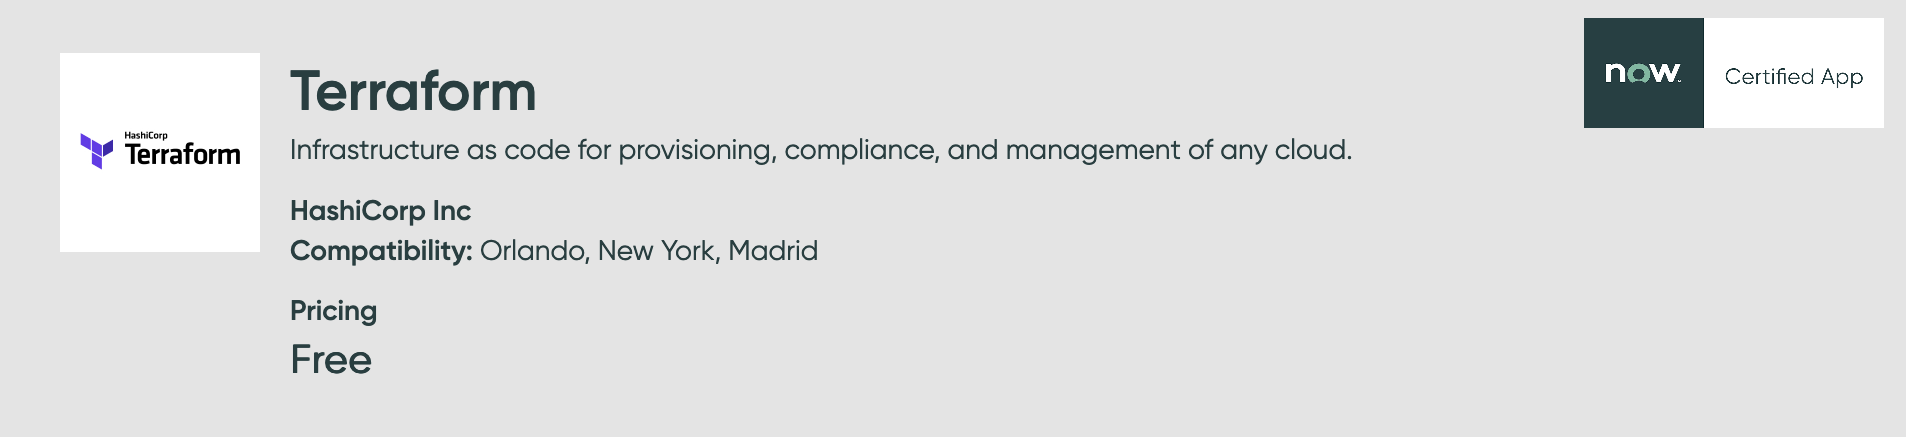 HashiCorp
Terraform
Terraform
Infrastructure as code for provisioning, compliance, and management of any cloud.
HashiCorp Inc
Compatibility: Orlando, New York, Madrid
Pricing
Free
now
Certified App